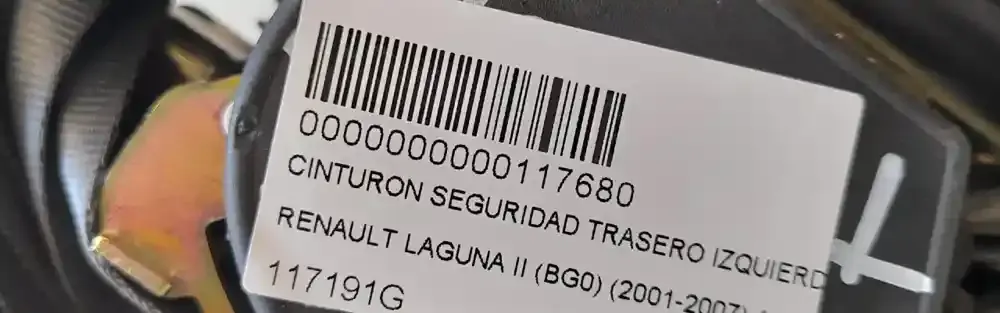 0000000000117680
CINTURON SEGURIDAD TRASERO IZQUIERD
RENAULT LAGUNA II (BG0) (2001-2007)
117191G